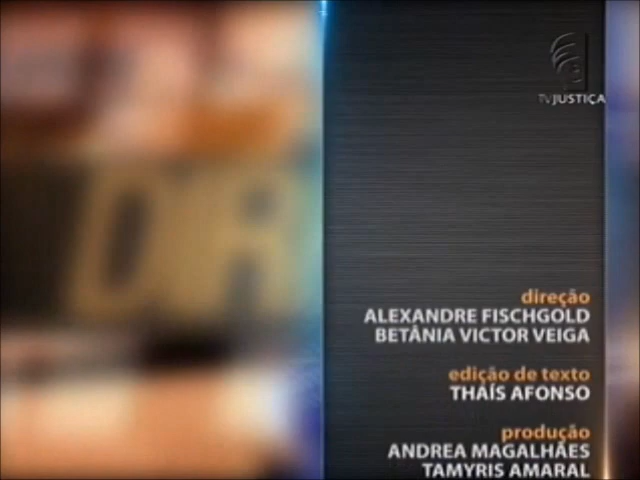 TV JUSTIÇA
direção
ALEXANDRE FISCHGOLD
BETÂNIA VICTOR VEIGA
edição de texto
THAÍS AFONSO
produção
ANDREA MAGALHÃES
TAMYRIS AMARAL